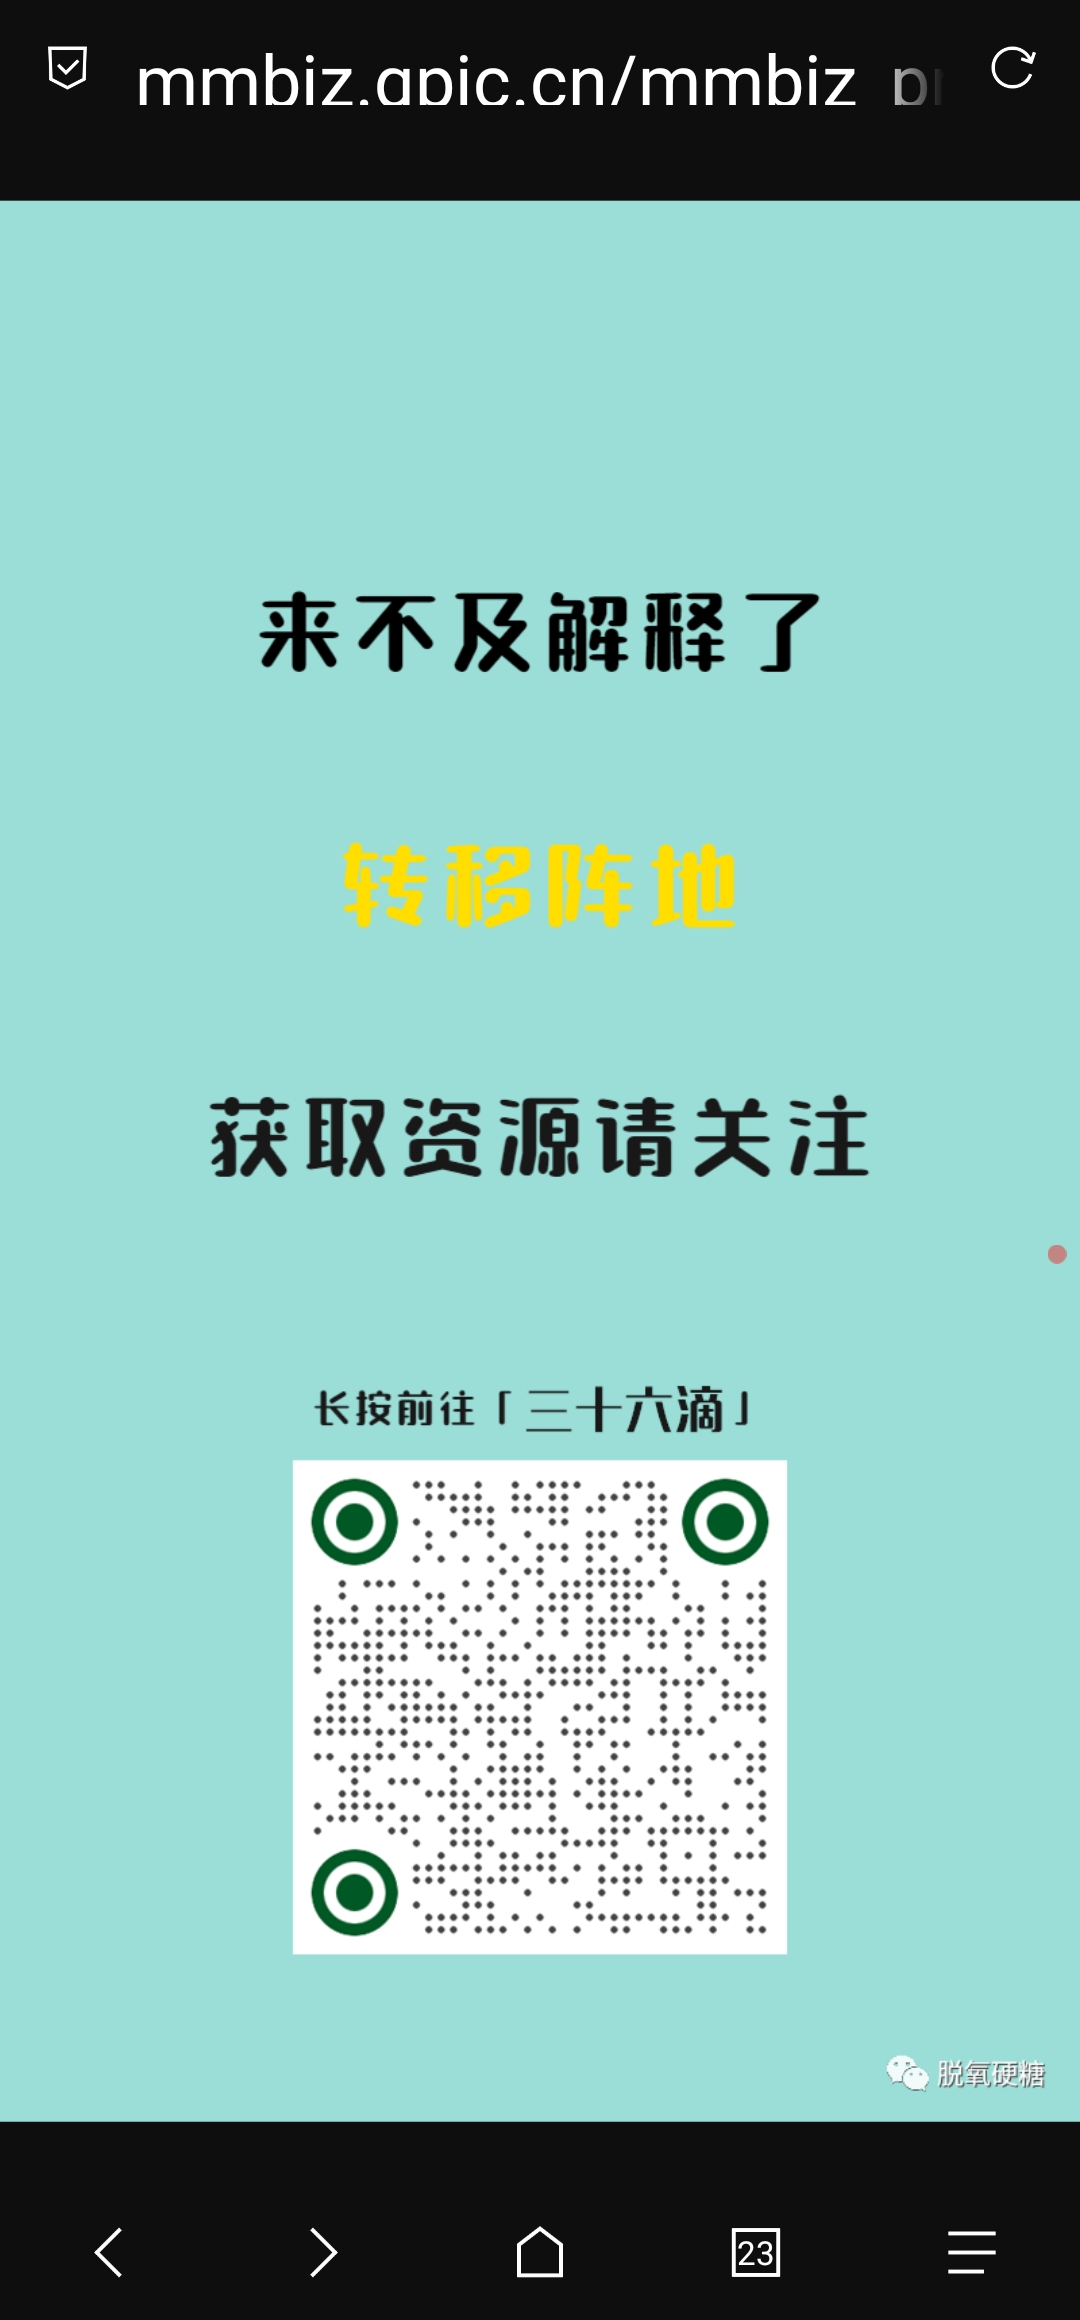 mmbiz.qpic.cn/mmbiz_p
来不及解释了
转移阵地
获取资源请关注
长按前往「三十六滴」
脱氧硬糖
23